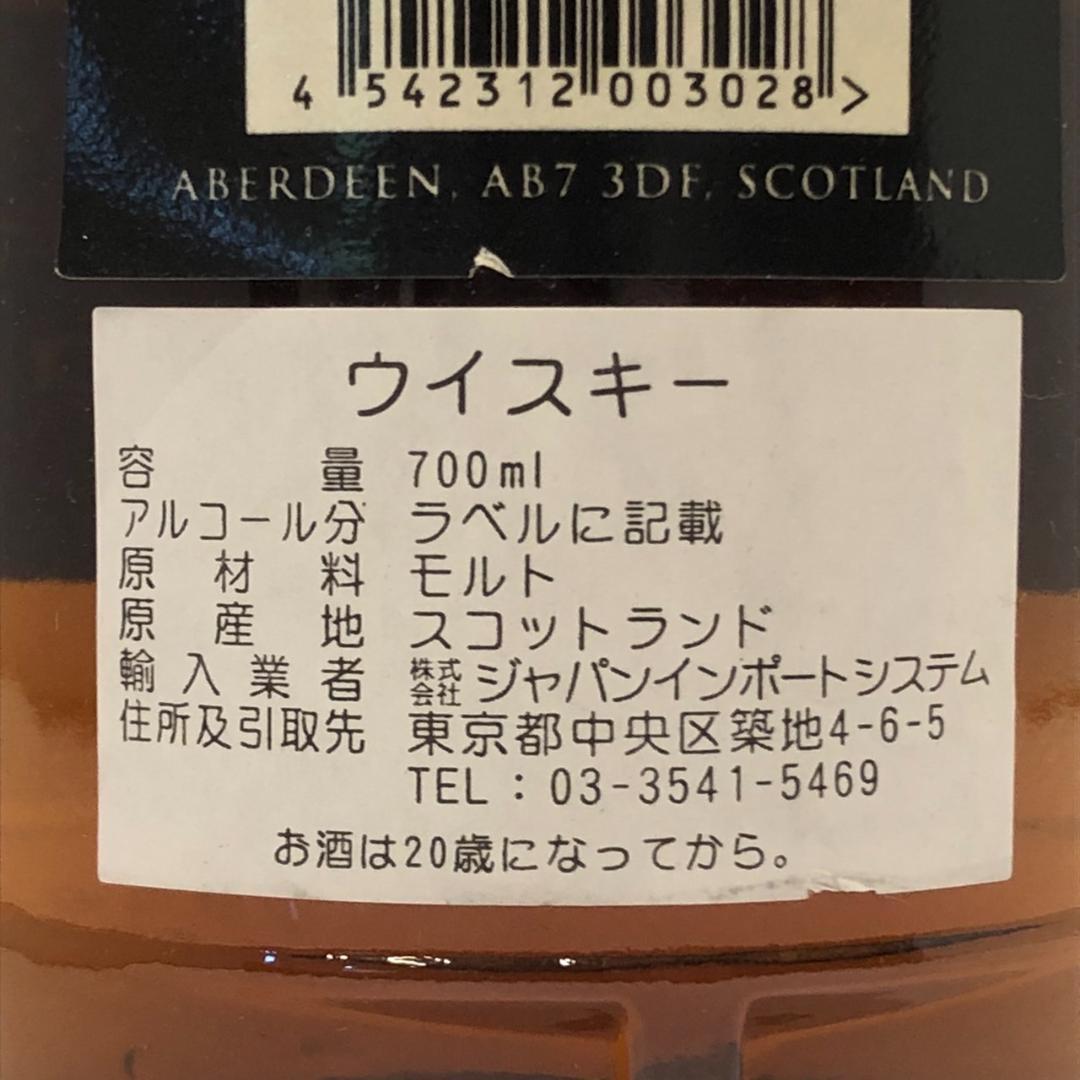 4 542312 003028 >
ABERDEEN, AB7 3DF, SCOTLAND
ウイスキー
容量 700ml
アルコール分 ラベルに記載
原材料 モルト
原産地 スコットランド
輸入業者 株式会社 ジャパンインポートシステム
住所及引取先 東京都中央区築地4-6-5
TEL：03-3541-5469
お酒は20歳になってから。